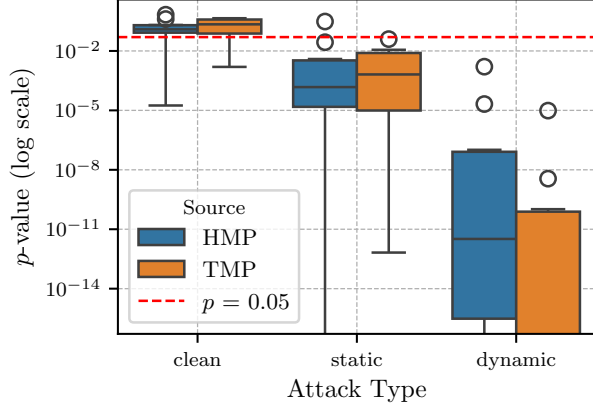 p-value (log scale)
10⁻²
10⁻⁵
10⁻⁸
10⁻¹¹
10⁻¹⁴
Source
HMP
TMP
p = 0.05
clean static dynamic
Attack Type